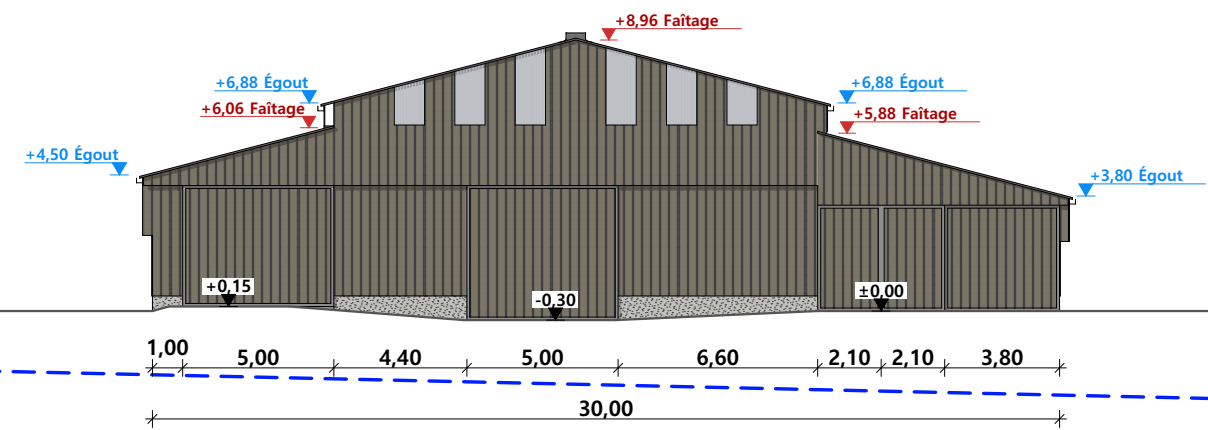 +8,96 Faîtage
+6,88 Égout
+6,88 Égout
+6,06 Faîtage
+5,88 Faîtage
+4,50 Égout
+3,80 Égout
+0,15
-0,30
±0,00
1,00 5,00 4,40 5,00 6,60 2,10 2,10 3,80
30,00